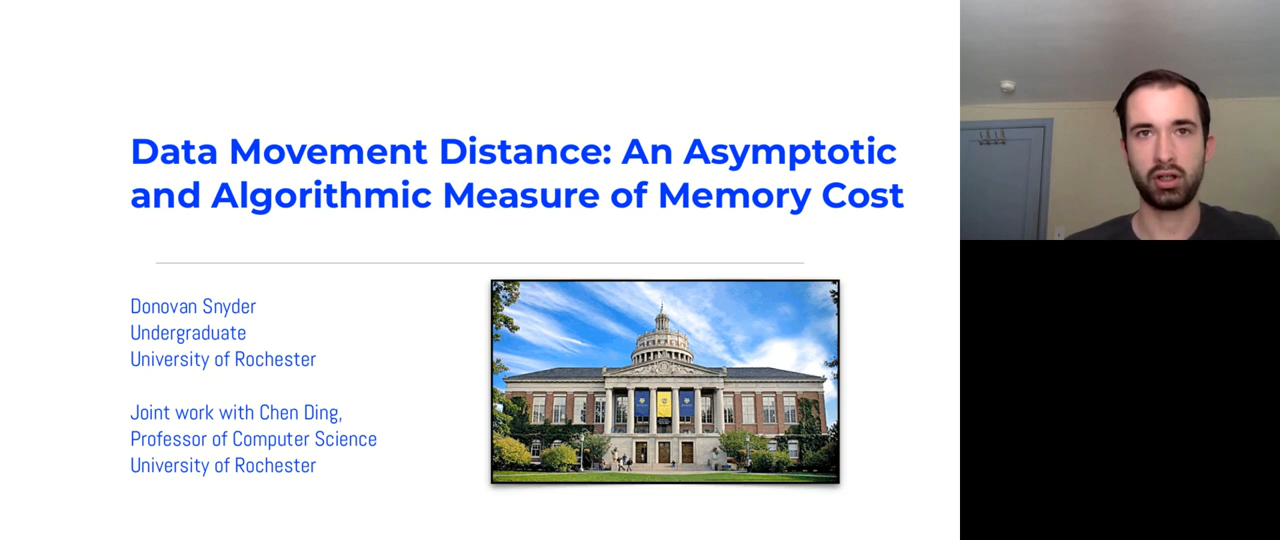 Data Movement Distance: An Asymptotic
and Algorithmic Measure of Memory Cost
Donovan Snyder
Undergraduate
University of Rochester
Joint work with Chen Ding,
Professor of Computer Science
University of Rochester